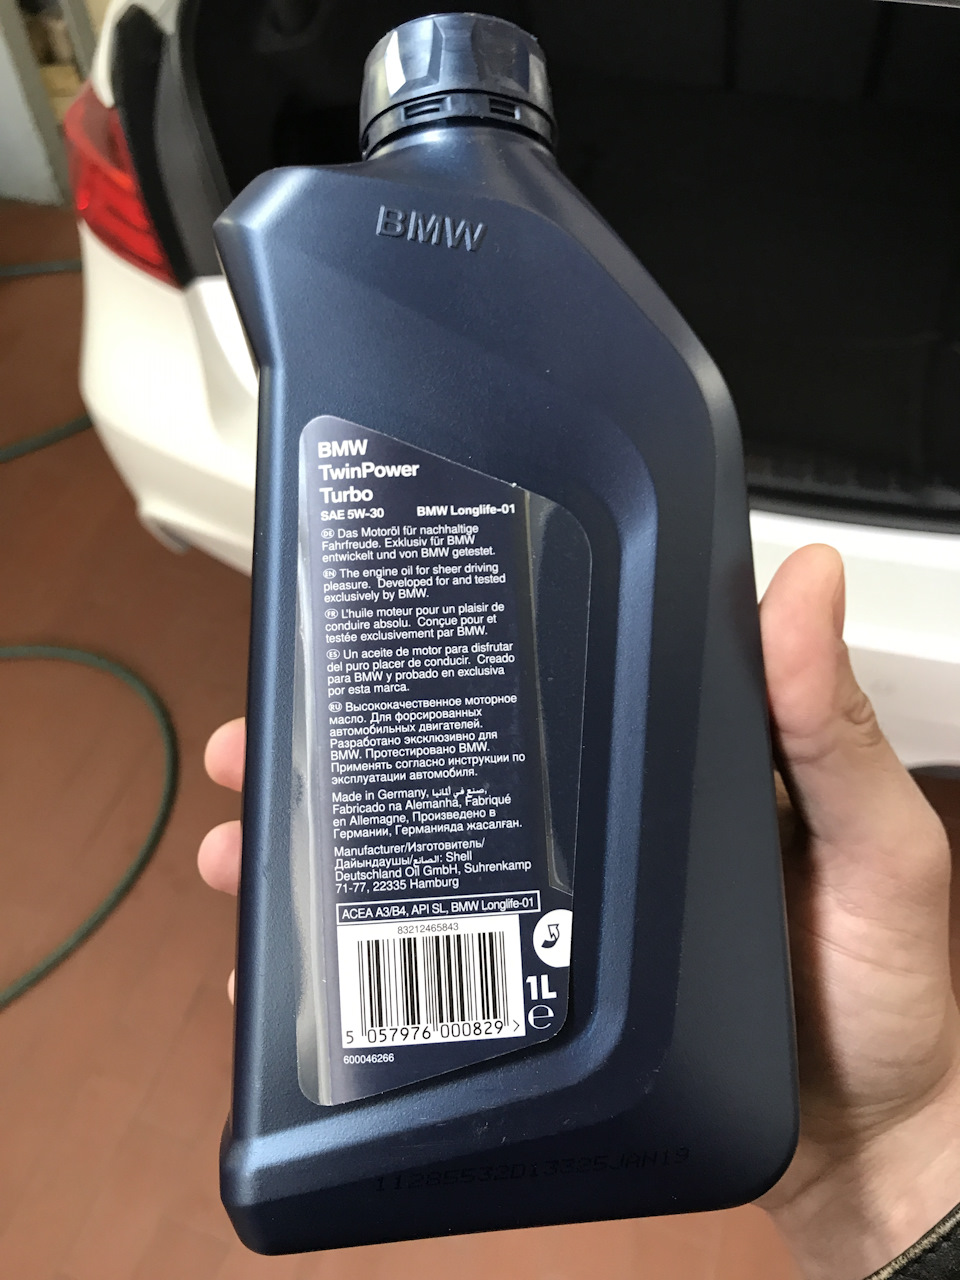 BMW
BMW
TwinPower
Turbo
SAE 5W-30 BMW Longlife-01
DE Das Motoröl für nachhaltige
Fahrfreude. Exklusiv für BMW
entwickelt und von BMW getestet.
EN The engine oil for sheer driving
pleasure. Developed for and tested
exclusively by BMW.
FR L'huile moteur pour un plaisir de
conduire absolu. Conçue pour et
testée exclusivement par BMW.
ES Un aceite de motor para disfrutar
del puro placer de conducir. Creado
para BMW y probado en exclusiva
por esta marca.
RU Высококачественное моторное
масло. Для форсированных
автомобильных двигателей.
Разработано эксклюзивно для
BMW. Протестировано BMW.
Применять согласно инструкции по
эксплуатации автомобиля.
Made in Germany, صنع في ألمانيا,
Fabricado na Alemanha, Fabriqué
en Allemagne, Произведено в
Германии, Германияда жасалған.
Manufacturer/Изготовитель/
Дайындаушы/الصانع: Shell
Deutschland Oil GmbH, Suhrenkamp
71-77, 22335 Hamburg
ACEA A3/B4, API SL, BMW Longlife-01
83212465843
5 057976 000829 >
1L
e
600046266
11285532D13325JAN19